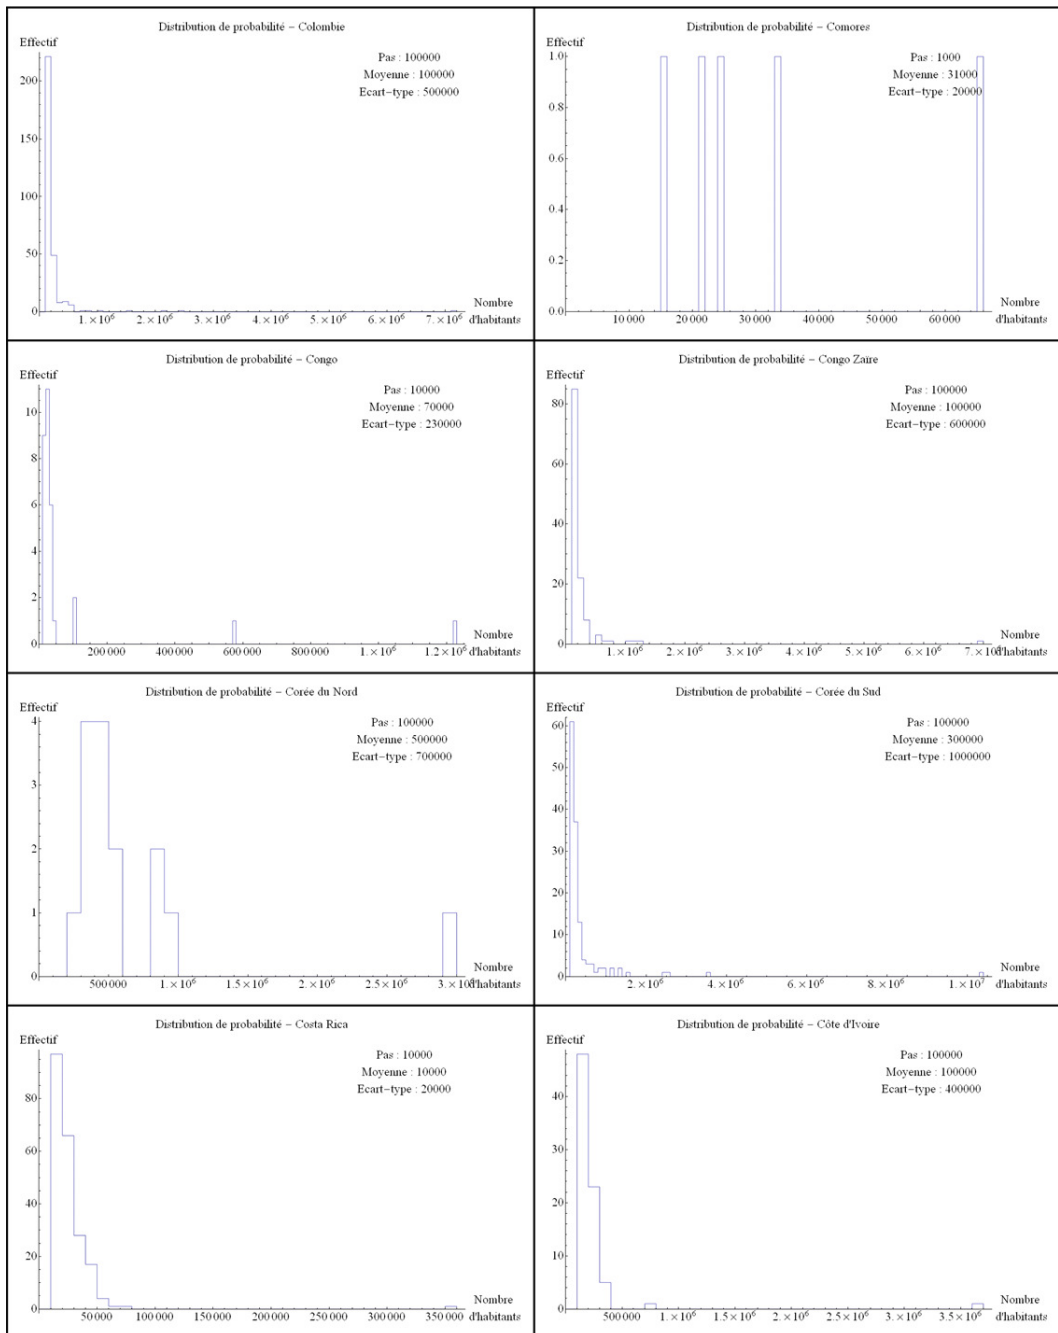 Distribution de probabilité − Colombie
Effectif
Pas : 100000
Moyenne : 100000
Ecart−type : 500000
200
150
100
50
0
1.×10⁶ 2.×10⁶ 3.×10⁶ 4.×10⁶ 5.×10⁶ 6.×10⁶ 7.×10⁶
Nombre
d'habitants
Distribution de probabilité − Comores
Effectif
Pas : 1000
Moyenne : 31000
Ecart−type : 20000
1.0
0.8
0.6
0.4
0.2
0.0
10000 20000 30000 40000 50000 60000
Nombre
d'habitants
Distribution de probabilité − Congo
Effectif
Pas : 10000
Moyenne : 70000
Ecart−type : 230000
10
8
6
4
2
0
200000 400000 600000 800000 1.×10⁶ 1.2×10⁶
Nombre
d'habitants
Distribution de probabilité − Congo Zaïre
Effectif
Pas : 100000
Moyenne : 100000
Ecart−type : 600000
80
60
40
20
0
1.×10⁶ 2.×10⁶ 3.×10⁶ 4.×10⁶ 5.×10⁶ 6.×10⁶ 7.×10⁶
Nombre
d'habitants
Distribution de probabilité − Corée du Nord
Effectif
Pas : 100000
Moyenne : 500000
Ecart−type : 700000
4
3
2
1
0
500000 1.×10⁶ 1.5×10⁶ 2.×10⁶ 2.5×10⁶ 3.×10⁶
Nombre
d'habitants
Distribution de probabilité − Corée du Sud
Effectif
Pas : 100000
Moyenne : 300000
Ecart−type : 1000000
60
50
40
30
20
10
0
2.×10⁶ 4.×10⁶ 6.×10⁶ 8.×10⁶ 1.×10⁷
Nombre
d'habitants
Distribution de probabilité − Costa Rica
Effectif
Pas : 10000
Moyenne : 10000
Ecart−type : 20000
80
60
40
20
0
50000 100000 150000 200000 250000 300000 350000
Nombre
d'habitants
Distribution de probabilité − Côte d'Ivoire
Effectif
Pas : 100000
Moyenne : 100000
Ecart−type : 400000
40
30
20
10
0
500000 1.×10⁶ 1.5×10⁶ 2.×10⁶ 2.5×10⁶ 3.×10⁶ 3.5×10⁶
Nombre
d'habitants